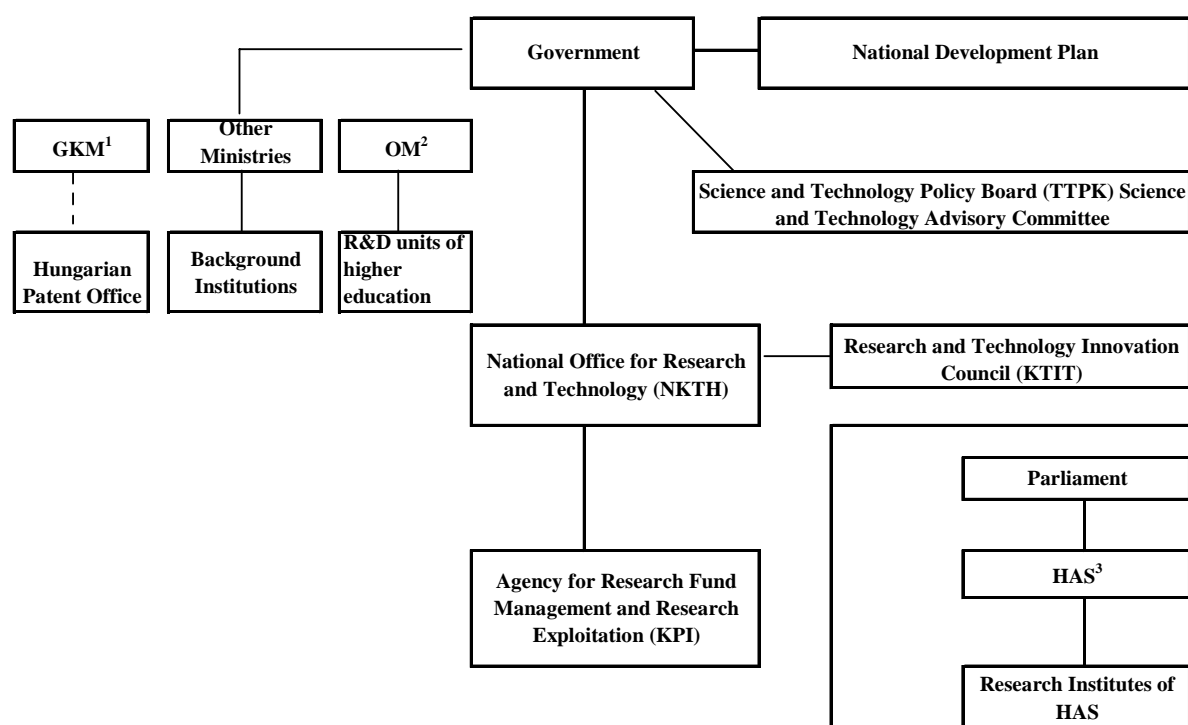 Government
National Development Plan
GKM¹
Other
Ministries
OM²
Science and Technology Policy Board (TTPK) Science
and Technology Advisory Committee
Hungarian
Patent Office
Background
Institutions
R&D units of
higher
education
National Office for Research
and Technology (NKTH)
Research and Technology Innovation
Council (KTIT)
Parliament
Agency for Research Fund
Management and Research
Exploitation (KPI)
HAS³
Research Institutes of
HAS